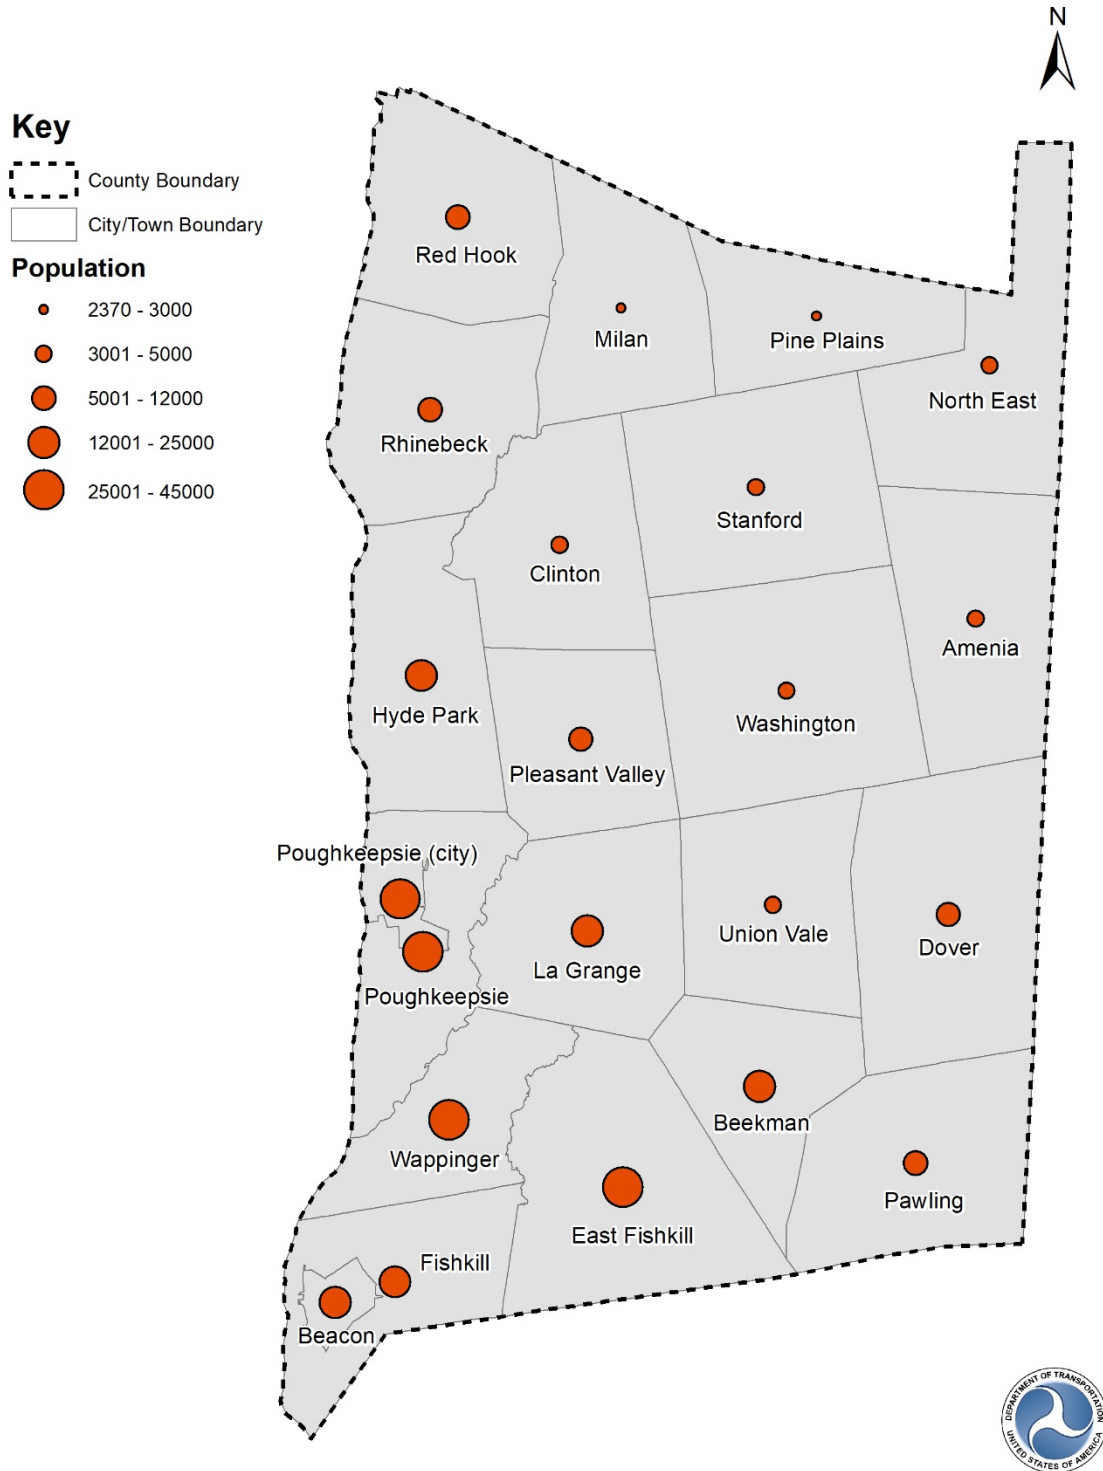 N
Key
County Boundary
City/Town Boundary
Population
2370 - 3000
3001 - 5000
5001 - 12000
12001 - 25000
25001 - 45000
Red Hook
Milan
Pine Plains
North East
Rhinebeck
Stanford
Clinton
Amenia
Hyde Park
Washington
Pleasant Valley
Poughkeepsie (city)
Union Vale
Dover
La Grange
Poughkeepsie
Beekman
Wappinger
Pawling
East Fishkill
Fishkill
Beacon
DEPARTMENT OF TRANSPORTATION
UNITED STATES OF AMERICA